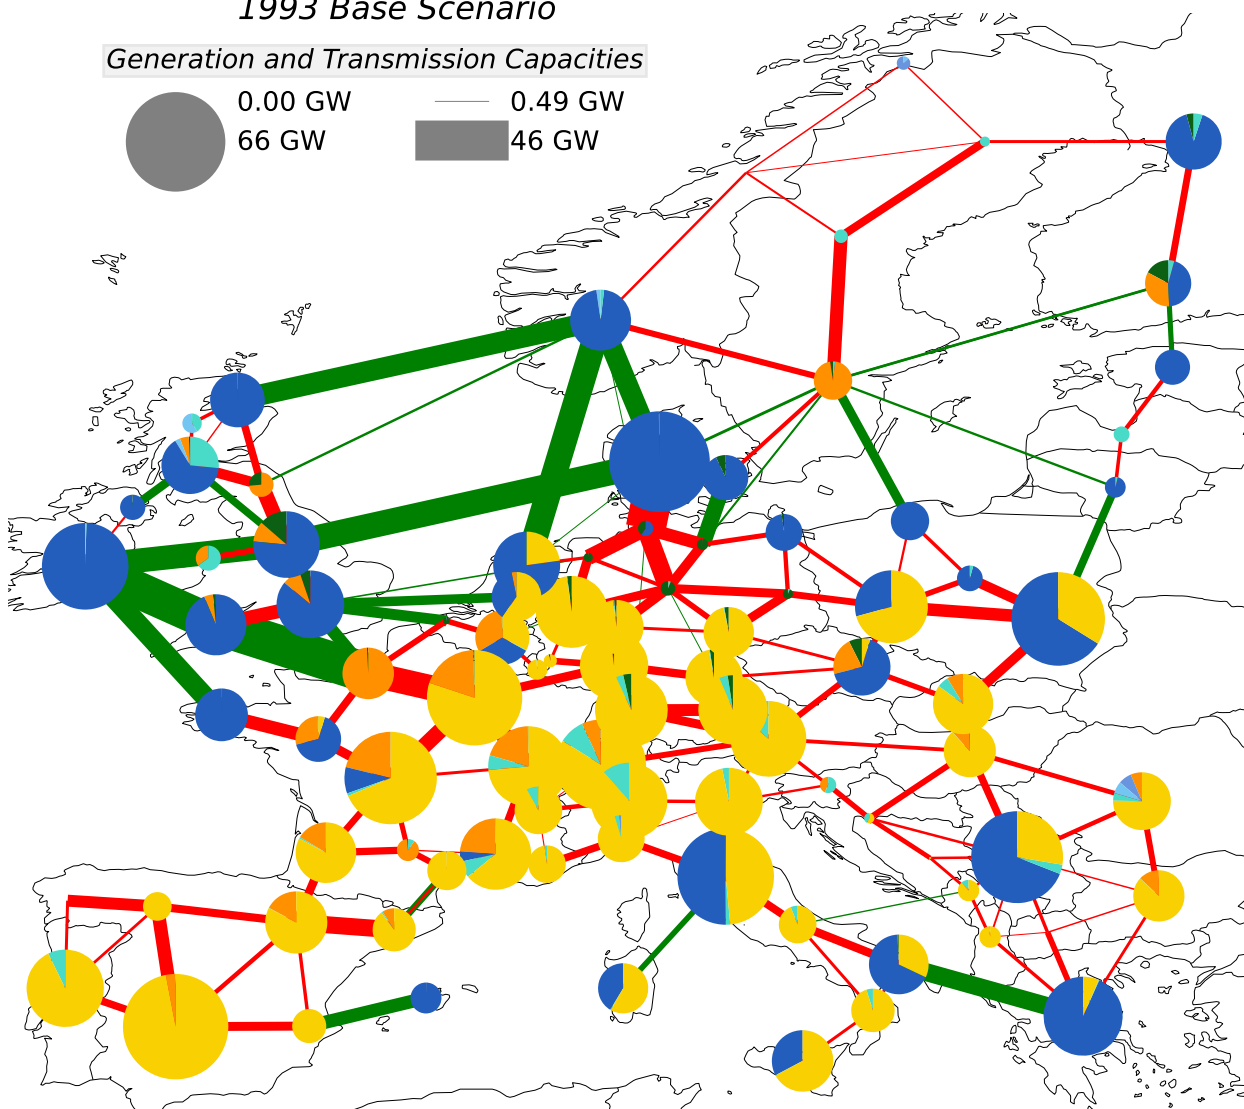 1993 Base Scenario
Generation and Transmission Capacities
0.00 GW 0.49 GW
66 GW 46 GW